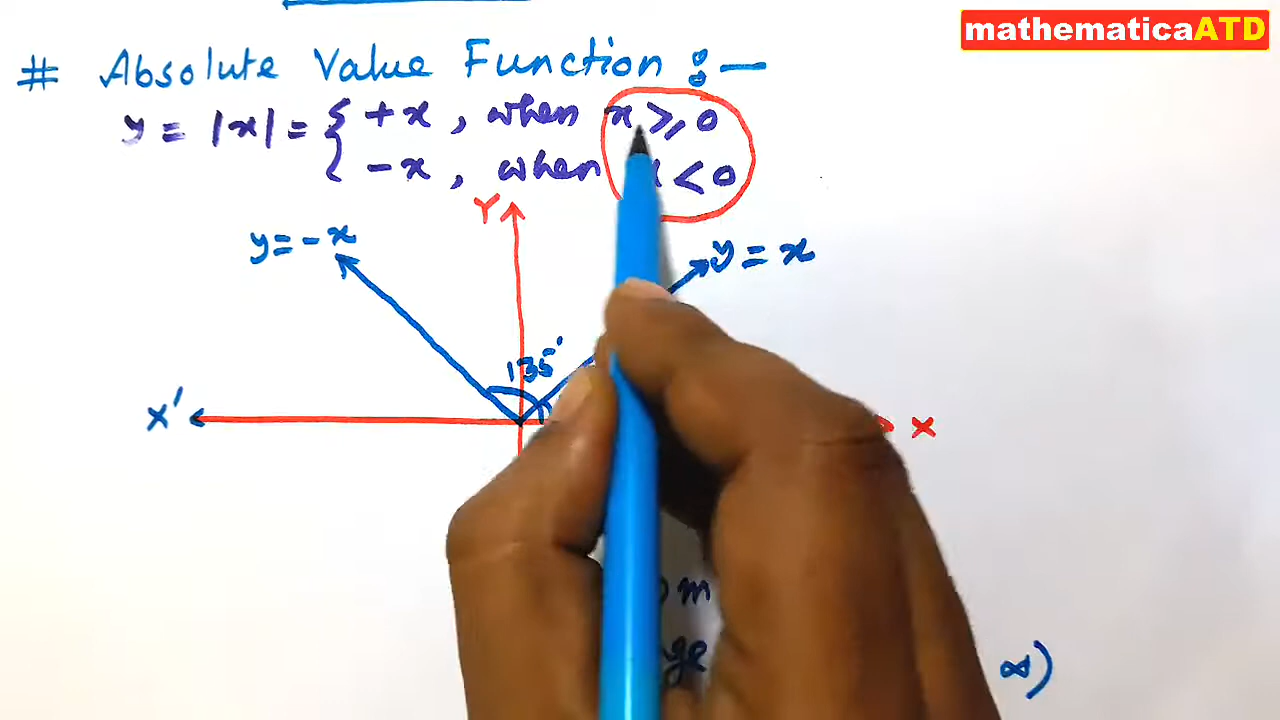 mathematicaATD
# Absolute Value Function :—
y = |x| = { +x , when x ≥ 0
-x , when x < 0
Y
y = -x
y = x
135°
X'
X
∞)